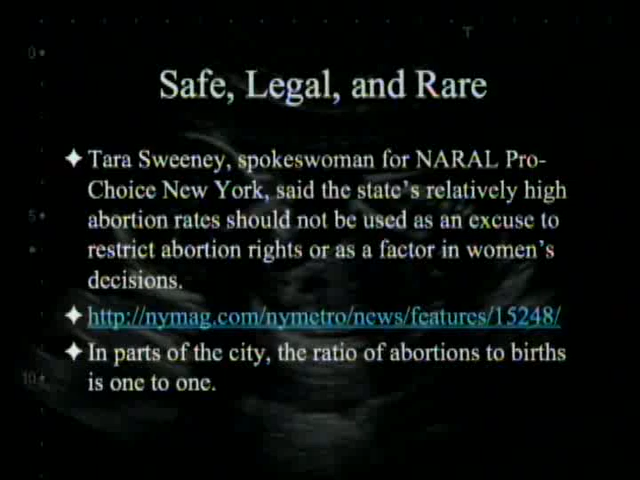 T
0
Safe, Legal, and Rare
Tara Sweeney, spokeswoman for NARAL Pro-
Choice New York, said the state's relatively high
5
abortion rates should not be used as an excuse to
restrict abortion rights or as a factor in women's
decisions.
http://nymag.com/nymetro/news/features/15248/
In parts of the city, the ratio of abortions to births
10
is one to one.